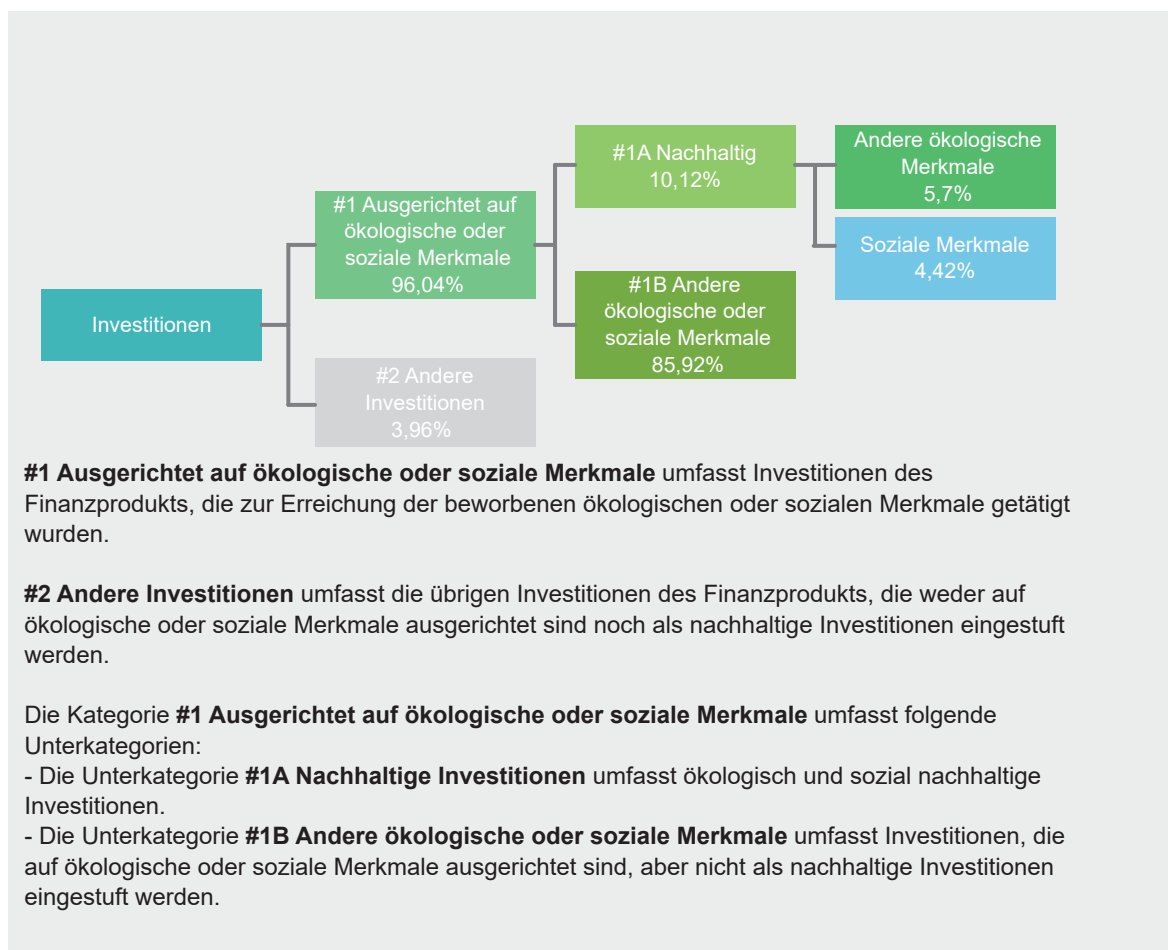 #1A Nachhaltig
10,12%
Andere ökologische
Merkmale
5,7%
#1 Ausgerichtet auf
ökologische oder
soziale Merkmale
96,04%
Soziale Merkmale
4,42%
#1B Andere
ökologische oder
soziale Merkmale
85,92%
Investitionen
#2 Andere
Investitionen
3,96%
#1 Ausgerichtet auf ökologische oder soziale Merkmale umfasst Investitionen des
Finanzprodukts, die zur Erreichung der beworbenen ökologischen oder sozialen Merkmale getätigt
wurden.
#2 Andere Investitionen umfasst die übrigen Investitionen des Finanzprodukts, die weder auf
ökologische oder soziale Merkmale ausgerichtet sind noch als nachhaltige Investitionen eingestuft
werden.
Die Kategorie #1 Ausgerichtet auf ökologische oder soziale Merkmale umfasst folgende
Unterkategorien:
- Die Unterkategorie #1A Nachhaltige Investitionen umfasst ökologisch und sozial nachhaltige
Investitionen.
- Die Unterkategorie #1B Andere ökologische oder soziale Merkmale umfasst Investitionen, die
auf ökologische oder soziale Merkmale ausgerichtet sind, aber nicht als nachhaltige Investitionen
eingestuft werden.